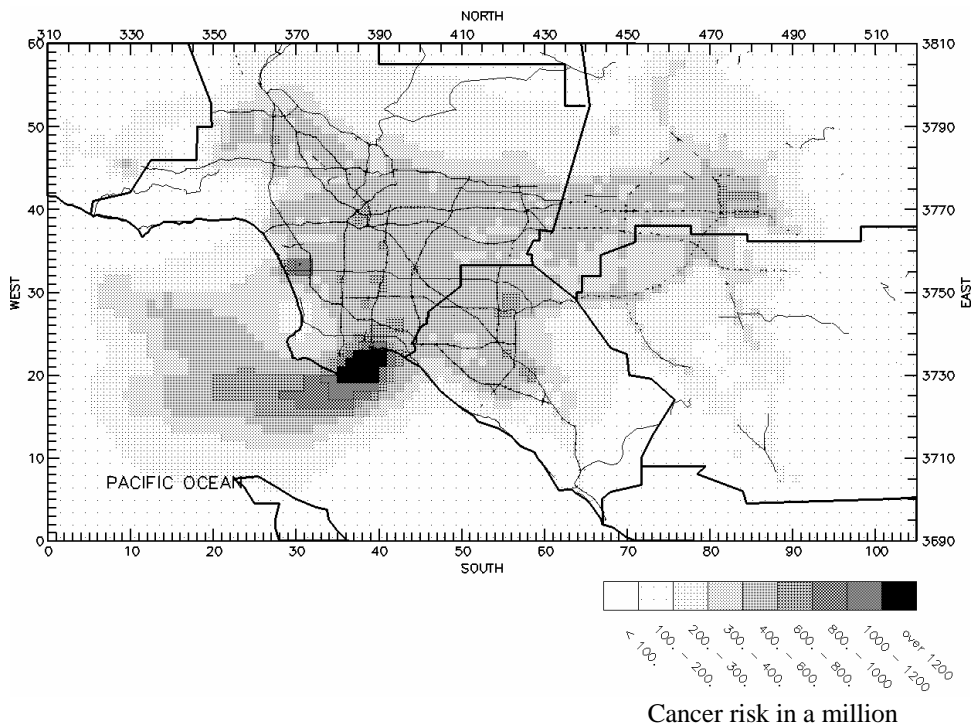 NORTH
310 330 350 370 390 410 430 450 470 490 510
60 3810
50 3790
40 3770
WEST 30 3750 EAST
20 3730
10 3710
PACIFIC OCEAN
0 3690
0 10 20 30 40 50 60 70 80 90 100
SOUTH
< 100.
100. - 200.
200. - 300.
300. - 400.
400. - 600.
600. - 800.
800. - 1000
1000 - 1200
over 1200
Cancer risk in a million